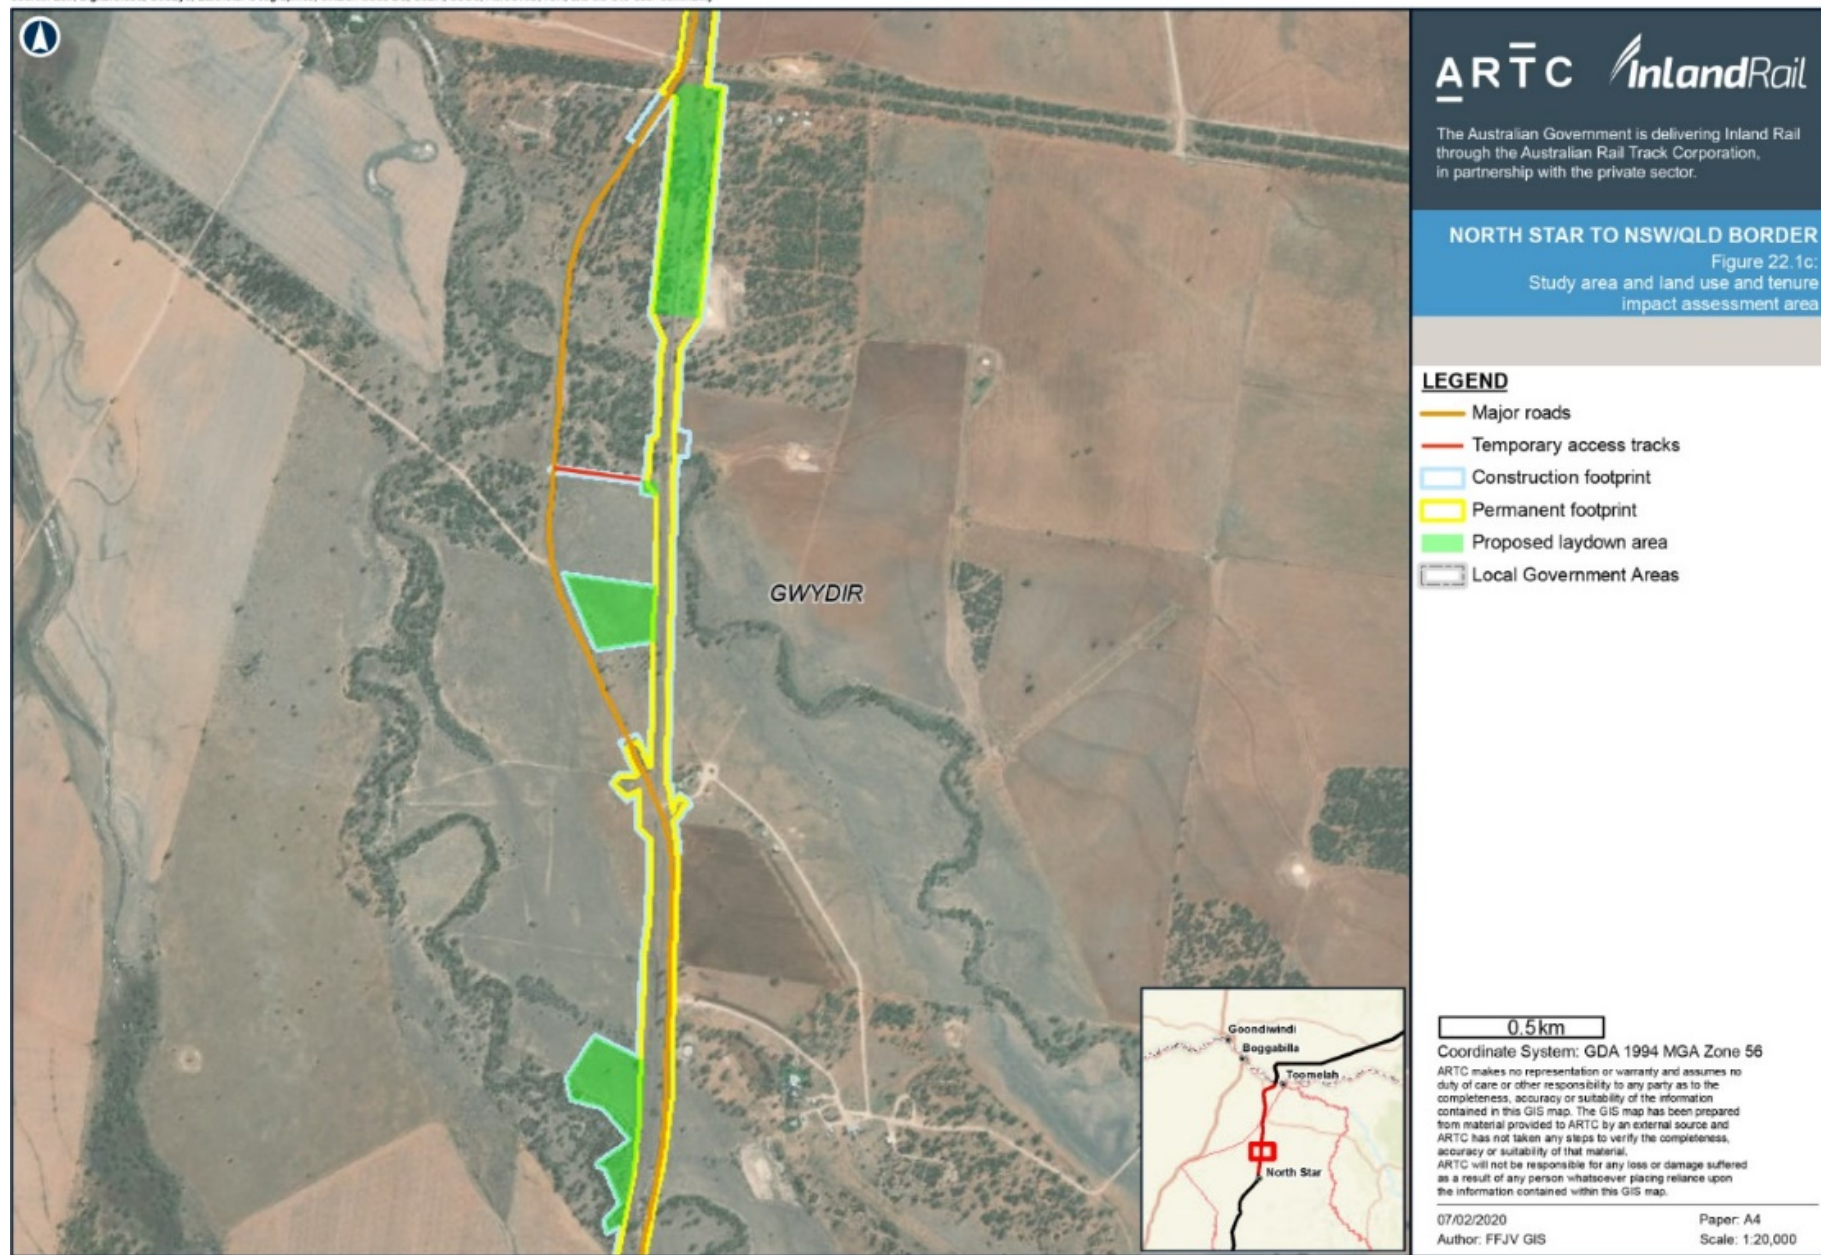 ARTC InlandRail
The Australian Government is delivering Inland Rail
through the Australian Rail Track Corporation,
in partnership with the private sector.
NORTH STAR TO NSW/QLD BORDER
Figure 22.1c:
Study area and land use and tenure
impact assessment area
LEGEND
Major roads
Temporary access tracks
Construction footprint
Permanent footprint
Proposed laydown area
Local Government Areas
GWYDIR
Goondiwindi
Boggabilla
Toomelah
North Star
0.5km
Coordinate System: GDA 1994 MGA Zone 56
ARTC makes no representation or warranty and assumes no
duty of care or other responsibility to any party as to the
completeness, accuracy or suitability of the information
contained in this GIS map. The GIS map has been prepared
from material provided to ARTC by an external source and
ARTC has not taken any steps to verify the completeness,
accuracy or suitability of that material.
ARTC will not be responsible for any loss or damage suffered
as a result of any person whatsoever placing reliance upon
the information contained within this GIS map.
07/02/2020 Paper: A4
Author: FFJV GIS Scale: 1:20,000